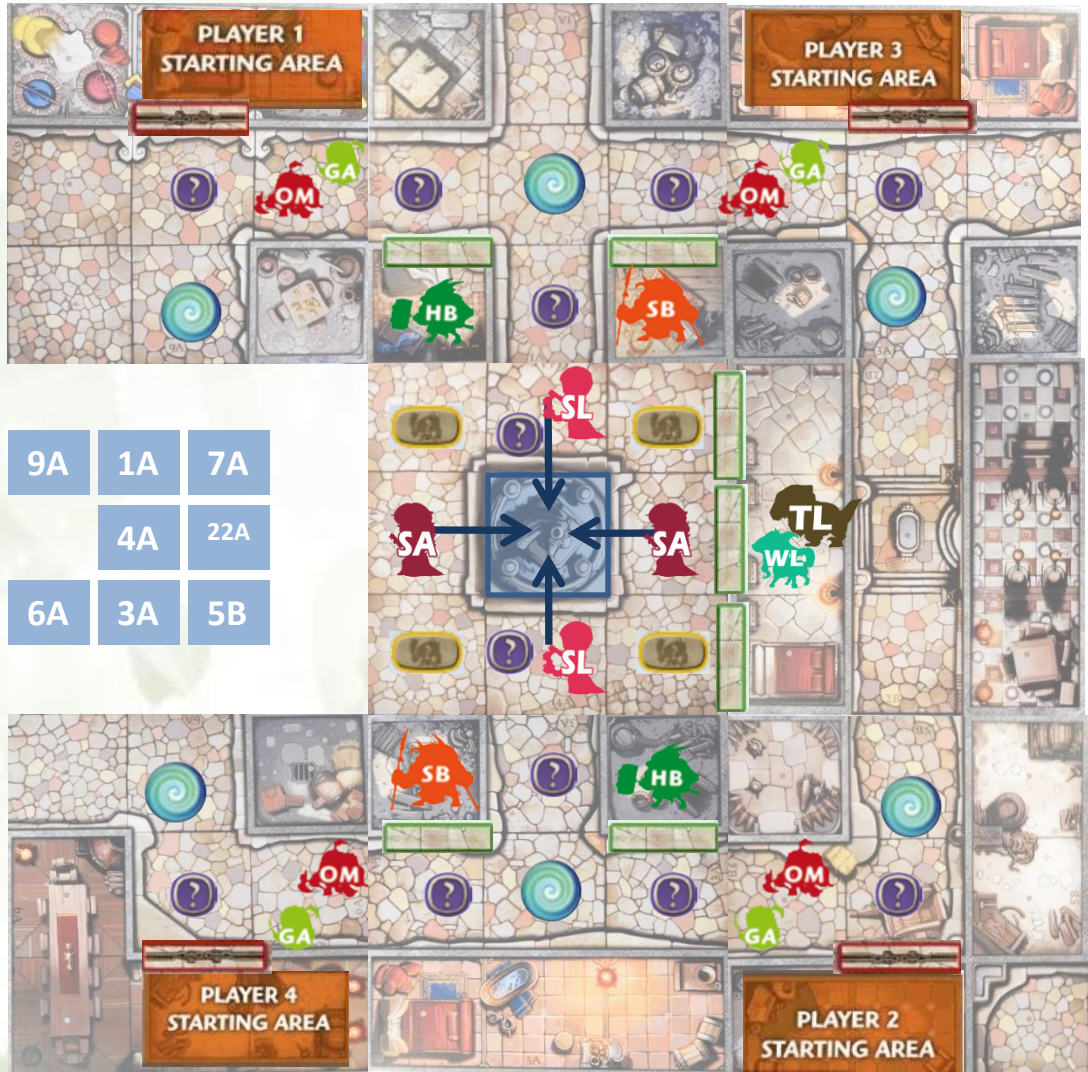 PLAYER 1
STARTING AREA
PLAYER 3
STARTING AREA
GA
OM
?
?
?
GA
OM
?
HB
?
SB
9A
1A
7A
4A
22A
6A
3A
5B
SL
?
SA
SA
TL
WL
?
SL
SB
?
HB
OM
?
GA
?
?
OM
?
GA
PLAYER 4
STARTING AREA
PLAYER 2
STARTING AREA
3A